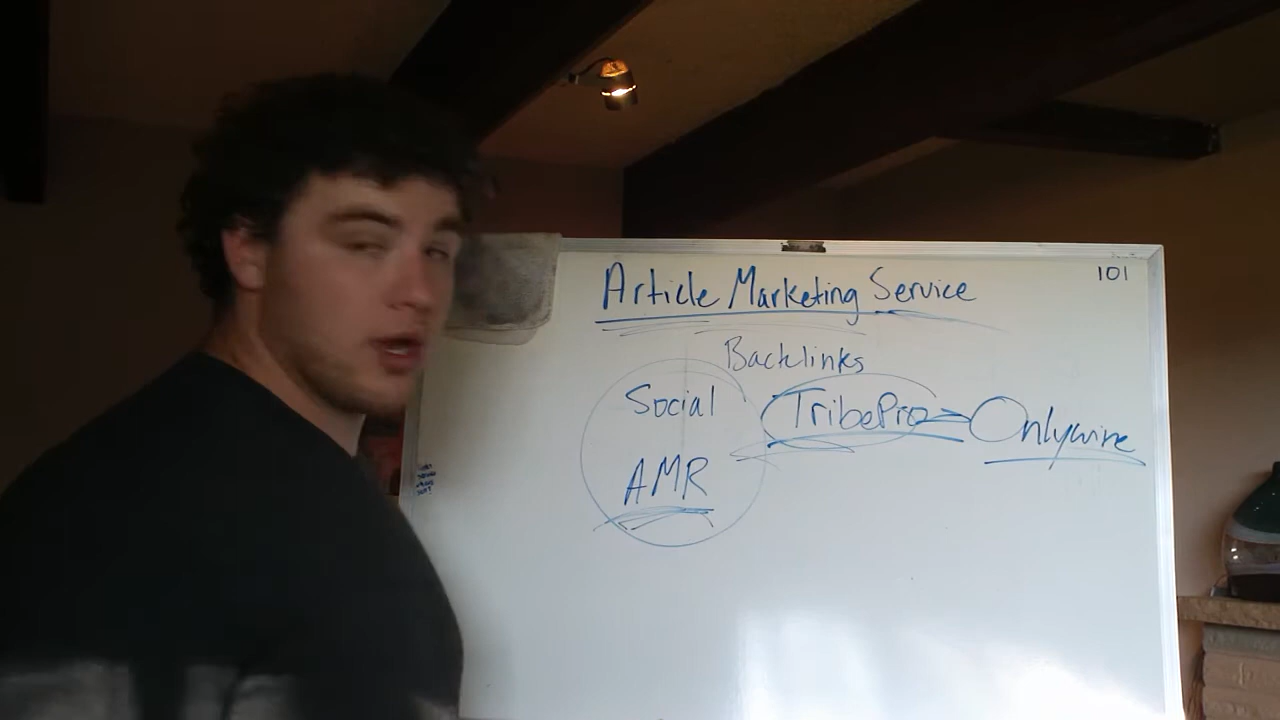 101
Article Marketing Service
Backlinks
Social TribePro Onlywire
AMR